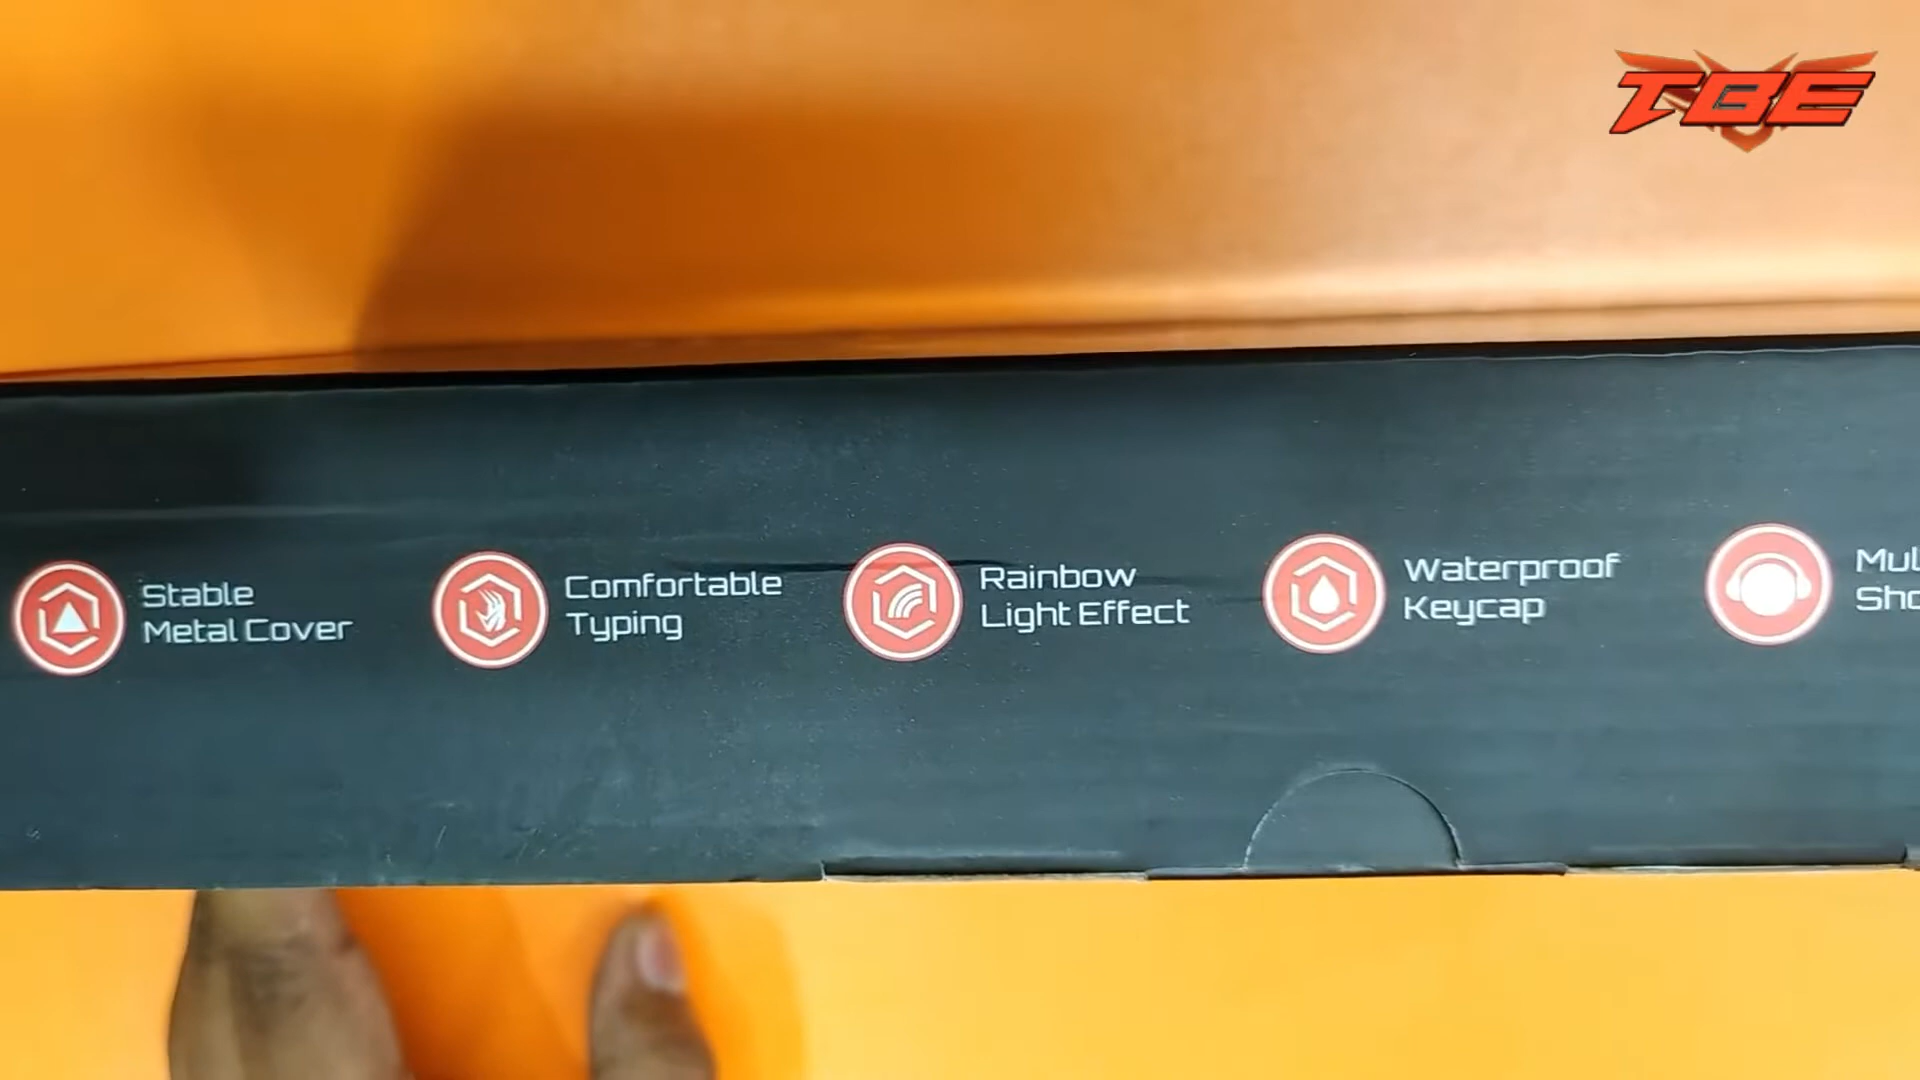 TBE
Stable
Metal Cover
Comfortable
Typing
Rainbow
Light Effect
Waterproof
Keycap